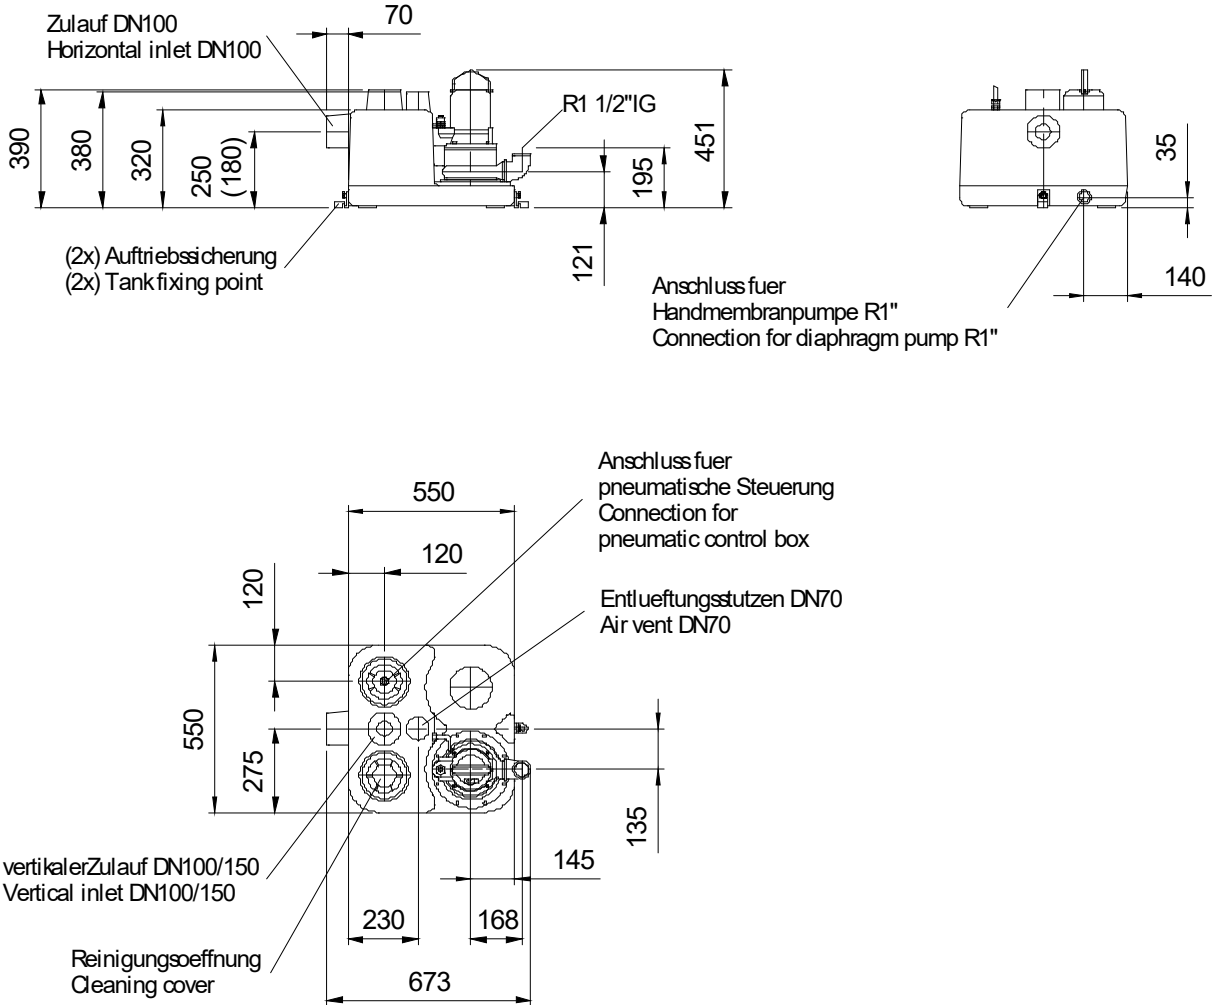 Zulauf DN100
Horizontal inlet DN100
70
390
380
320
250
(180)
R1 1/2"IG
195
451
121
35
140
(2x) Auftriebssicherung
(2x) Tank fixing point
Anschluss fuer
Handmembranpumpe R1"
Connection for diaphragm pump R1"
Anschluss fuer
pneumatische Steuerung
Connection for
pneumatic control box
550
120
120
Entlueftungsstutzen DN70
Air vent DN70
550
275
135
145
vertikalerZulauf DN100/150
Vertical inlet DN100/150
230
168
Reinigungsoeffnung
Cleaning cover
673